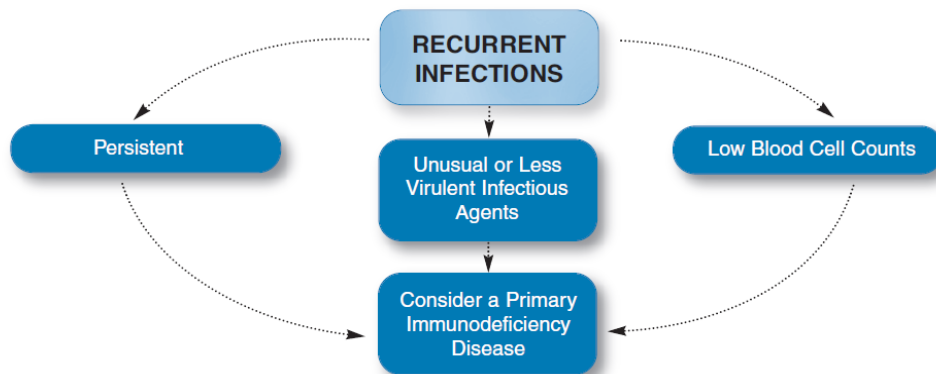 RECURRENT
INFECTIONS
Persistent
Unusual or Less
Virulent Infectious
Agents
Low Blood Cell Counts
Consider a Primary
Immunodeficiency
Disease